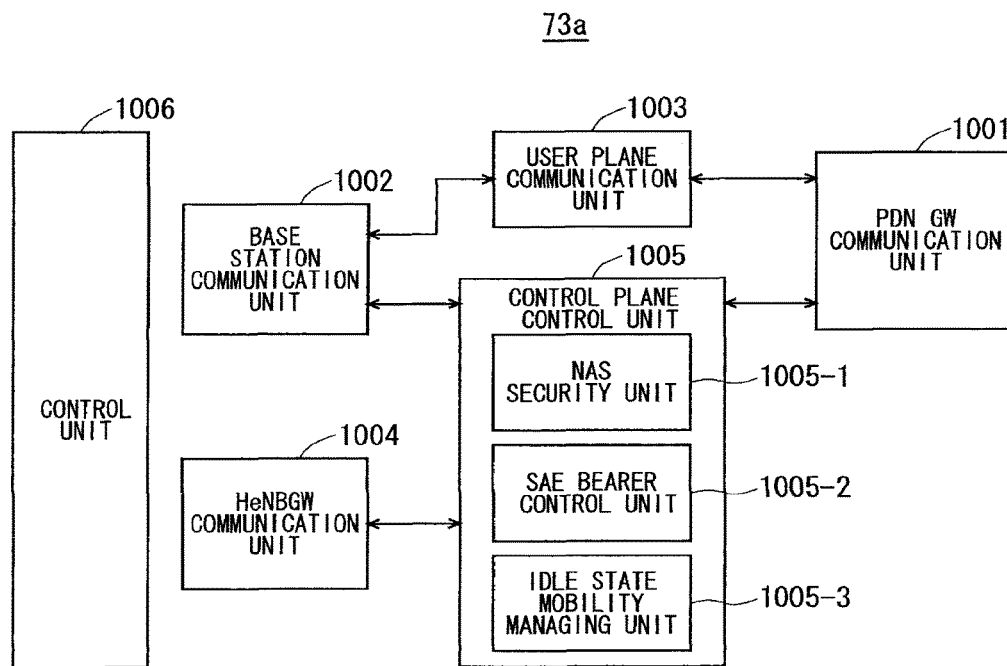 73a
1006
CONTROL
UNIT
1002
BASE
STATION
COMMUNICATION
UNIT
1003
USER PLANE
COMMUNICATION
UNIT
1001
PDN GW
COMMUNICATION
UNIT
1005
CONTROL PLANE
CONTROL UNIT
NAS
SECURITY UNIT
1005-1
SAE BEARER
CONTROL UNIT
1005-2
IDLE STATE
MOBILITY
MANAGING UNIT
1005-3
1004
HeNBGW
COMMUNICATION
UNIT